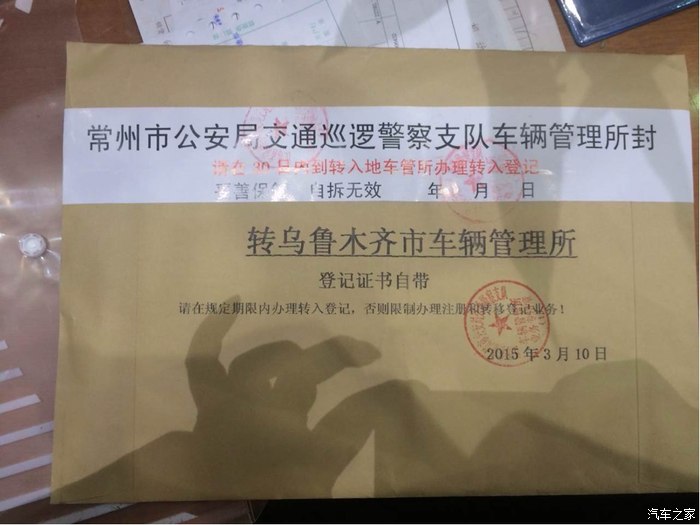 常州市公安局交通巡逻警察支队车辆管理所封
请在30日内到转入地车管所办理转入登记
妥善保管 自拆无效 年 月 日
转乌鲁木齐市车辆管理所
登记证书自带
请在规定期限内办理转入登记，否则限制办理注册和转移登记业务！
2015年3月10日
汽车之家